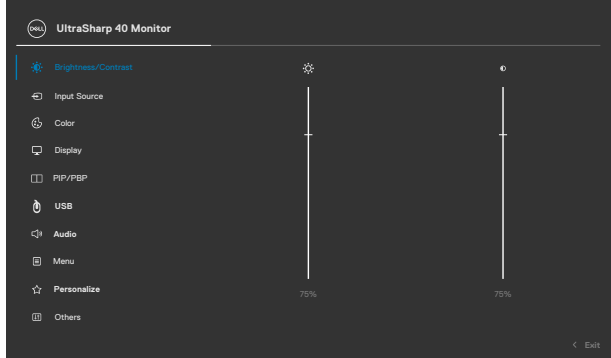 DELL UltraSharp 40 Monitor
Brightness/Contrast
Input Source
Color
Display
PIP/PBP
USB
Audio
Menu
Personalize
Others
75% 75%
< Exit